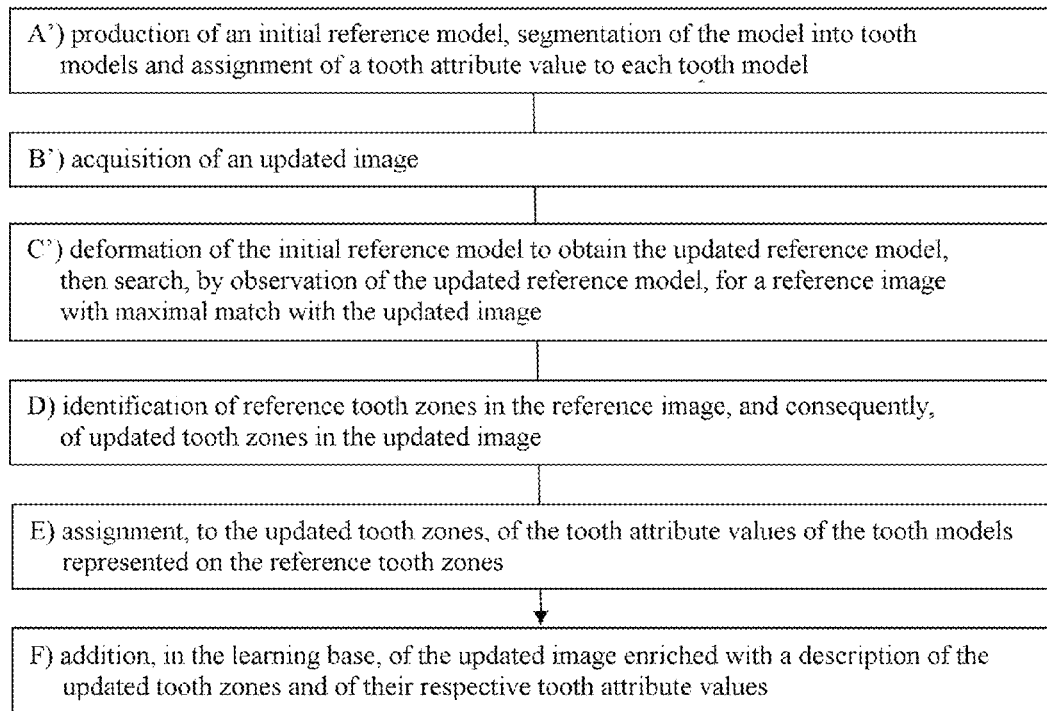 A') production of an initial reference model, segmentation of the model into tooth
models and assignment of a tooth attribute value to each tooth model
B') acquisition of an updated image
C') deformation of the initial reference model to obtain the updated reference model,
then search, by observation of the updated reference model, for a reference image
with maximal match with the updated image
D) identification of reference tooth zones in the reference image, and consequently,
of updated tooth zones in the updated image
E) assignment, to the updated tooth zones, of the tooth attribute values of the tooth models
represented on the reference tooth zones
F) addition, in the learning base, of the updated image enriched with a description of the
updated tooth zones and of their respective tooth attribute values